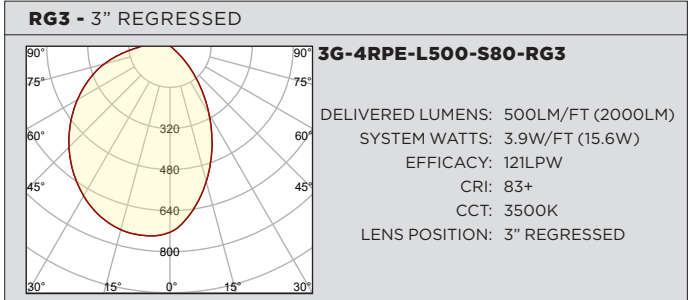 RG3 - 3” REGRESSED
3G-4RPE-L500-S80-RG3
90° 90°
75° 75°
60° 60°
45° 45°
320
480
640
800
30° 15° 0° 15° 30°
DELIVERED LUMENS: 500LM/FT (2000LM)
SYSTEM WATTS: 3.9W/FT (15.6W)
EFFICACY: 121LPW
CRI: 83+
CCT: 3500K
LENS POSITION: 3” REGRESSED